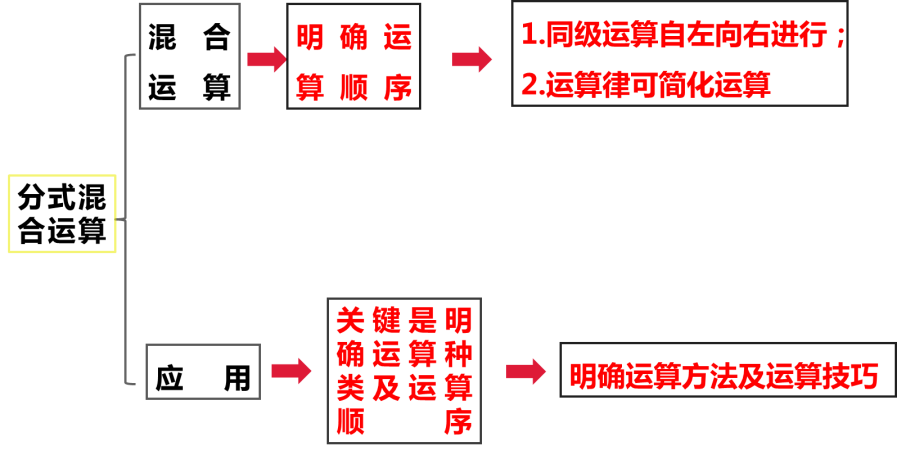 分式混
合运算
混合
运算
明确运
算顺序
1.同级运算自左向右进行；
2.运算律可简化运算
应用
关键是明
确运算种
类及运算
顺序
明确运算方法及运算技巧